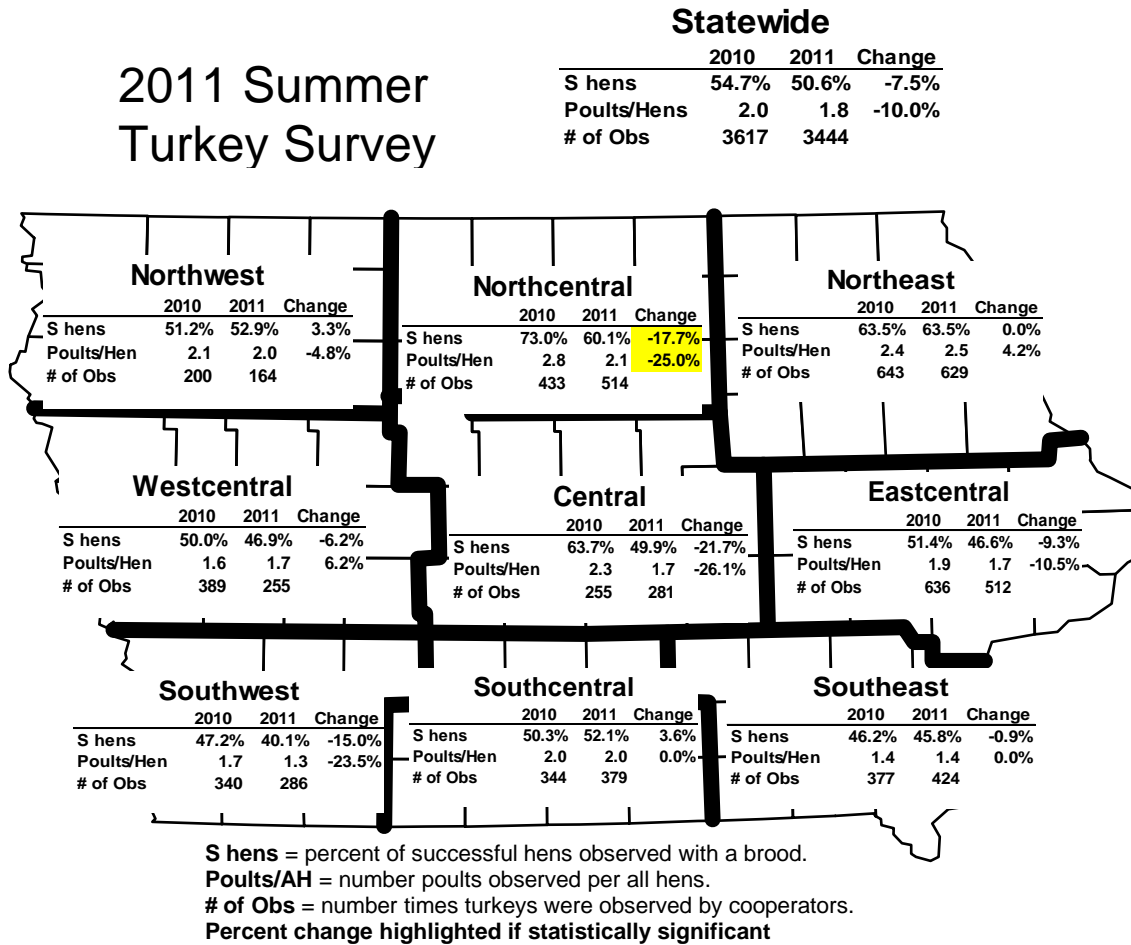 2011 Summer
Turkey Survey
Statewide
2010 2011 Change
S hens 54.7% 50.6% -7.5%
Poults/Hens 2.0 1.8 -10.0%
# of Obs 3617 3444
Northwest
2010 2011 Change
S hens 51.2% 52.9% 3.3%
Poults/Hen 2.1 2.0 -4.8%
# of Obs 200 164
Northcentral
2010 2011 Change
S hens 73.0% 60.1% -17.7%
Poults/Hen 2.8 2.1 -25.0%
# of Obs 433 514
Northeast
2010 2011 Change
S hens 63.5% 63.5% 0.0%
Poults/Hen 2.4 2.5 4.2%
# of Obs 643 629
Westcentral
2010 2011 Change
S hens 50.0% 46.9% -6.2%
Poults/Hen 1.6 1.7 6.2%
# of Obs 389 255
Central
2010 2011 Change
S hens 63.7% 49.9% -21.7%
Poults/Hen 2.3 1.7 -26.1%
# of Obs 255 281
Eastcentral
2010 2011 Change
S hens 51.4% 46.6% -9.3%
Poults/Hen 1.9 1.7 -10.5%
# of Obs 636 512
Southwest
2010 2011 Change
S hens 47.2% 40.1% -15.0%
Poults/Hen 1.7 1.3 -23.5%
# of Obs 340 286
Southcentral
2010 2011 Change
S hens 50.3% 52.1% 3.6%
Poults/Hen 2.0 2.0 0.0%
# of Obs 344 379
Southeast
2010 2011 Change
S hens 46.2% 45.8% -0.9%
Poults/Hen 1.4 1.4 0.0%
# of Obs 377 424
S hens = percent of successful hens observed with a brood.
Poults/AH = number poults observed per all hens.
# of Obs = number times turkeys were observed by cooperators.
Percent change highlighted if statistically significant